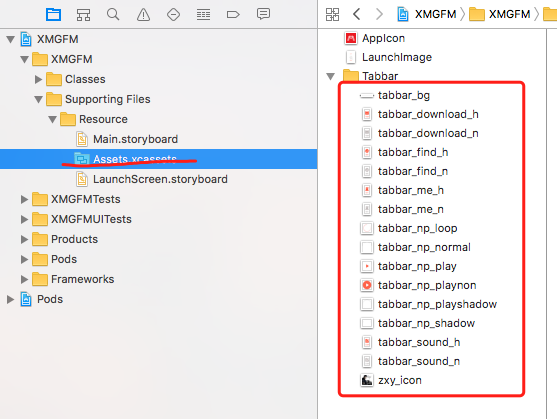 XMGFM
XMGFM
Classes
Supporting Files
Resource
Main.storyboard
Assets.xcassets
LaunchScreen.storyboard
XMGFMTests
XMGFMUITests
Products
Pods
Frameworks
Pods
XMGFM XMGFM
AppIcon
LaunchImage
Tabbar
tabbar_bg
tabbar_download_h
tabbar_download_n
tabbar_find_h
tabbar_find_n
tabbar_me_h
tabbar_me_n
tabbar_np_loop
tabbar_np_normal
tabbar_np_play
tabbar_np_playnon
tabbar_np_playshadow
tabbar_np_shadow
tabbar_sound_h
tabbar_sound_n
zxy_icon